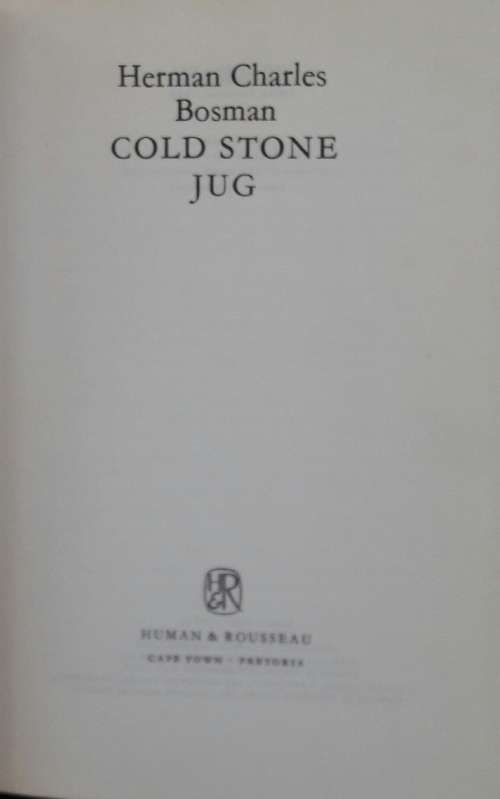 Herman Charles
Bosman
COLD STONE
JUG
H&R
HUMAN & ROUSSEAU
CAPE TOWN · PRETORIA